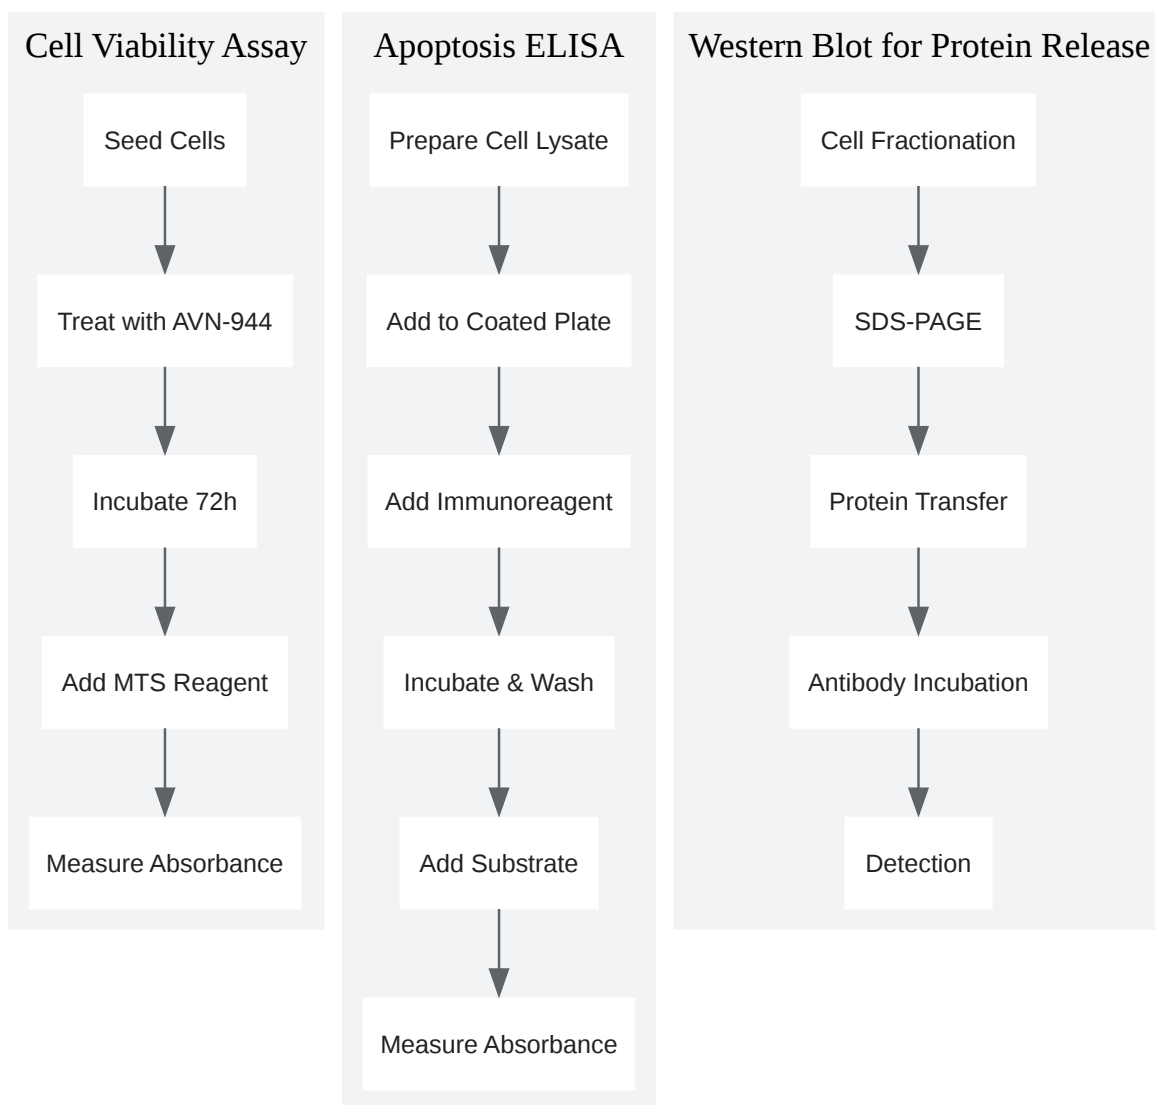 Cell Viability Assay
Seed Cells
Treat with AVN-944
Incubate 72h
Add MTS Reagent
Measure Absorbance
Apoptosis ELISA
Prepare Cell Lysate
Add to Coated Plate
Add Immunoreagent
Incubate & Wash
Add Substrate
Measure Absorbance
Western Blot for Protein Release
Cell Fractionation
SDS-PAGE
Protein Transfer
Antibody Incubation
Detection